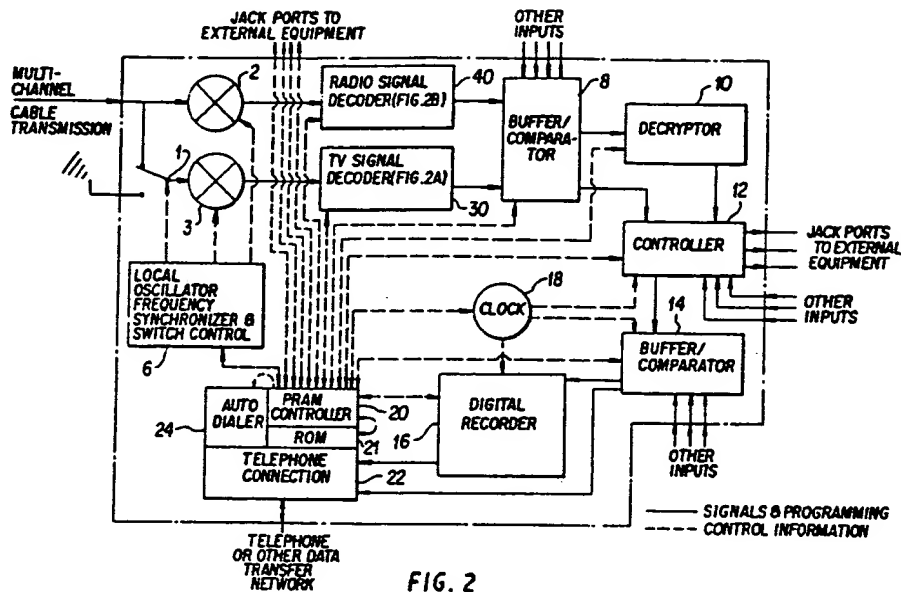 JACK PORTS TO
EXTERNAL EQUIPMENT
OTHER
INPUTS
MULTI-
CHANNEL
CABLE
TRANSMISSION
2
RADIO SIGNAL
DECODER(FIG.2B)
40
8
BUFFER/
COMPARA-
TOR
10
DECRYPTOR
1
3
TV SIGNAL
DECODER(FIG.2A)
30
12
CONTROLLER
JACK PORTS
TO EXTERNAL
EQUIPMENT
OTHER
INPUTS
LOCAL
OSCILLATOR
FREQUENCY
SYNCHRONIZER &
SWITCH CONTROL
6
18
CLOCK
14
BUFFER/
COMPARATOR
AUTO
DIALER
24
PRAM
CONTROLLER
20
ROM
21
TELEPHONE
CONNECTION
22
16
DIGITAL
RECORDER
OTHER
INPUTS
SIGNALS & PROGRAMMING
CONTROL INFORMATION
TELEPHONE
OR OTHER DATA
TRANSFER
NETWORK
FIG. 2